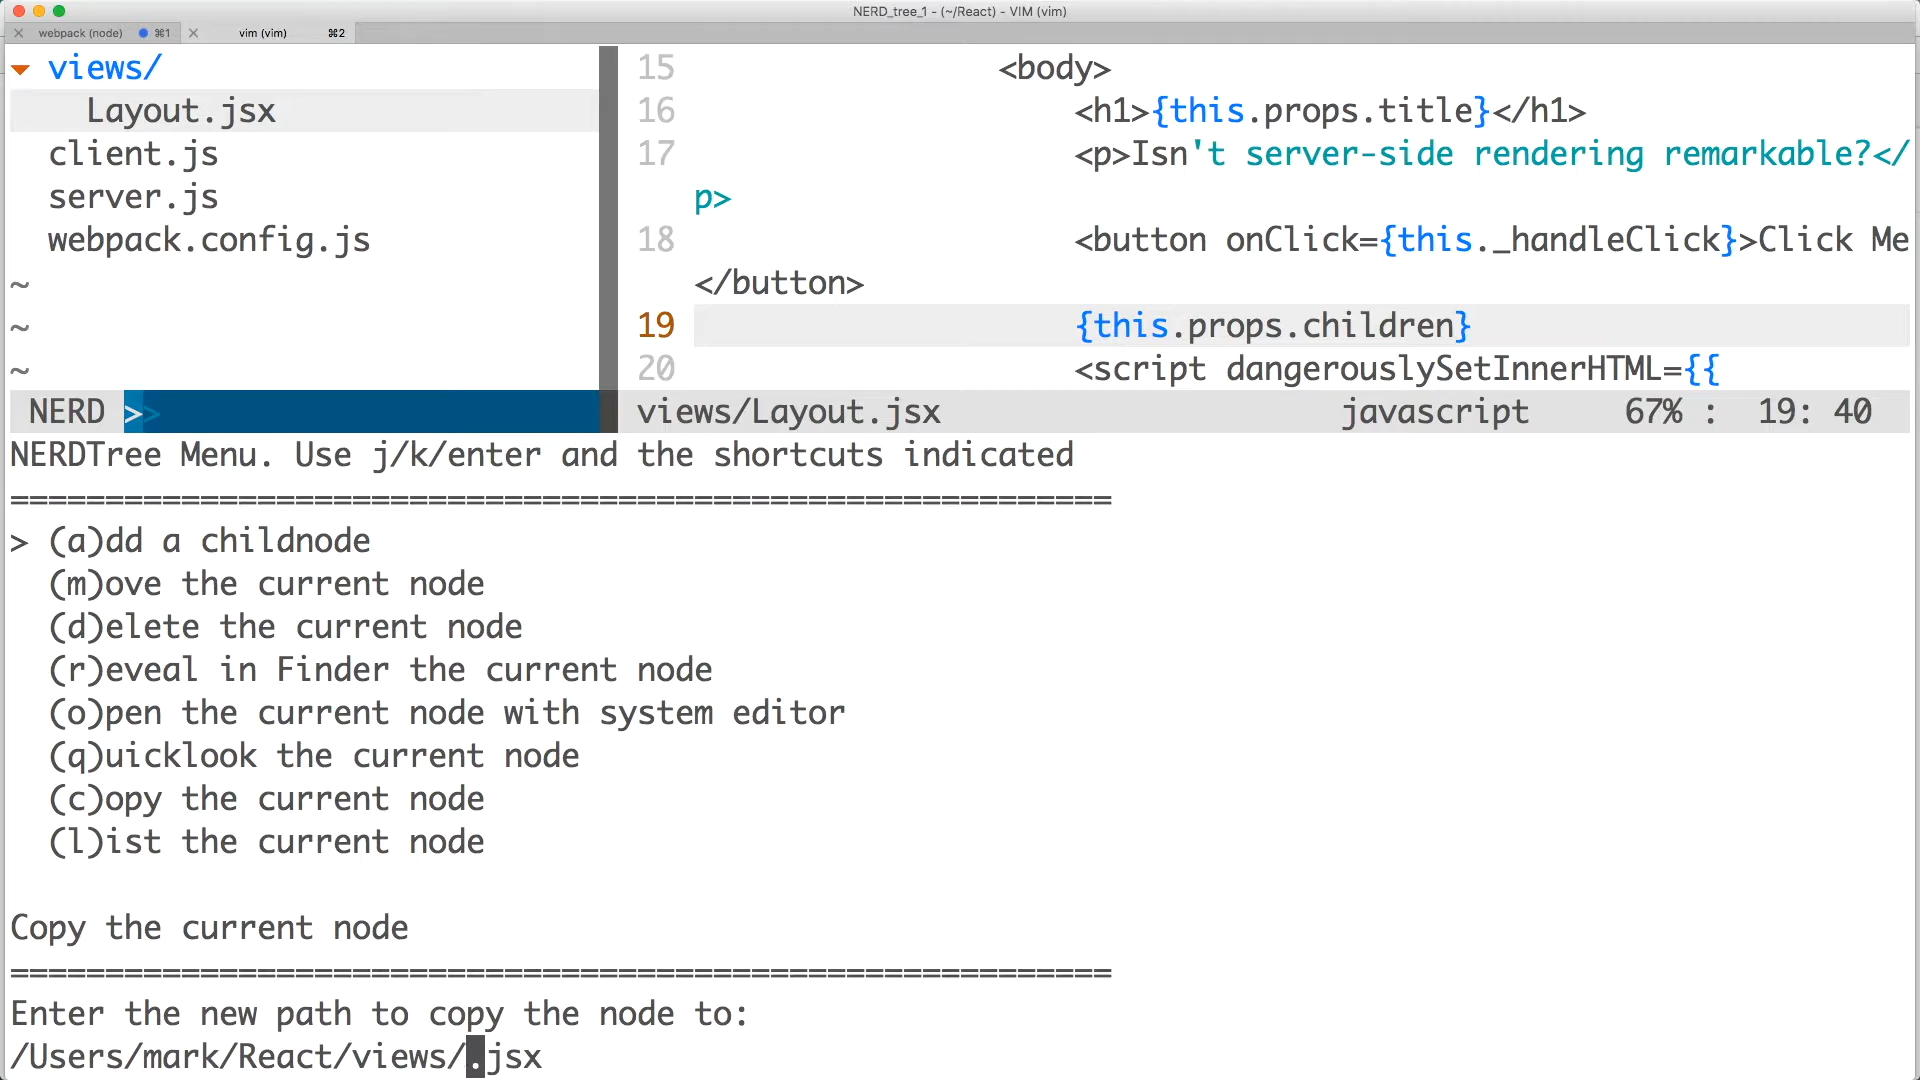 NERD_tree_1 - (~/React) - VIM (vim)
webpack (node) ⌘1
vim (vim) ⌘2
▾ views/
Layout.jsx
client.js
server.js
webpack.config.js
~
~
~
NERD >>
15 <body>
16 <h1>{this.props.title}</h1>
17 <p>Isn't server-side rendering remarkable?</
p>
18 <button onClick={this._handleClick}>Click Me
</button>
19 {this.props.children}
20 <script dangerouslySetInnerHTML={{
views/Layout.jsx javascript 67% : 19: 40
NERDTree Menu. Use j/k/enter and the shortcuts indicated
==========================================================
> (a)dd a childnode
(m)ove the current node
(d)elete the current node
(r)eveal in Finder the current node
(o)pen the current node with system editor
(q)uicklook the current node
(c)opy the current node
(l)ist the current node
Copy the current node
==========================================================
Enter the new path to copy the node to:
/Users/mark/React/views/.jsx